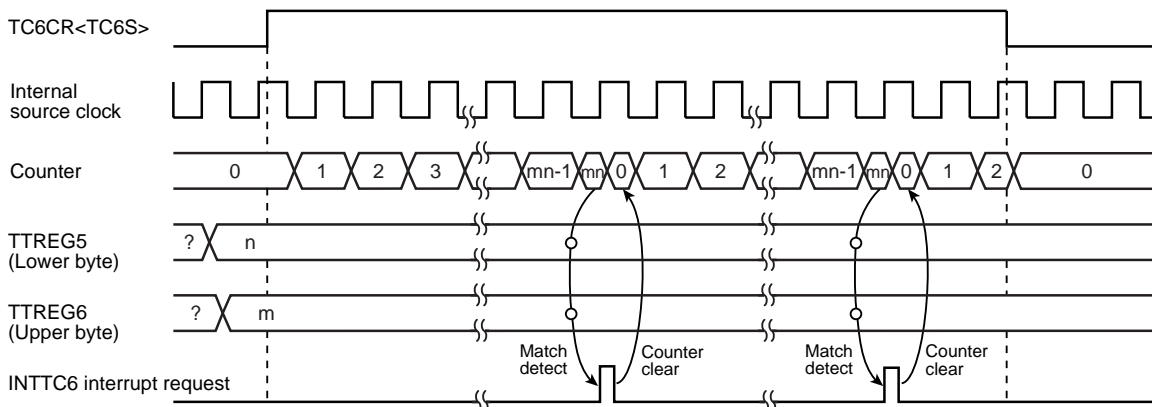 TC6CR<TC6S>
Internal
source clock
Counter
0 1 2 3 mn-1 mn 0 1 2 mn-1 mn 0 1 2 0
TTREG5
(Lower byte)
? n
TTREG6
(Upper byte)
? m
Match
detect
Counter
clear
Match
detect
Counter
clear
INTTC6 interrupt request